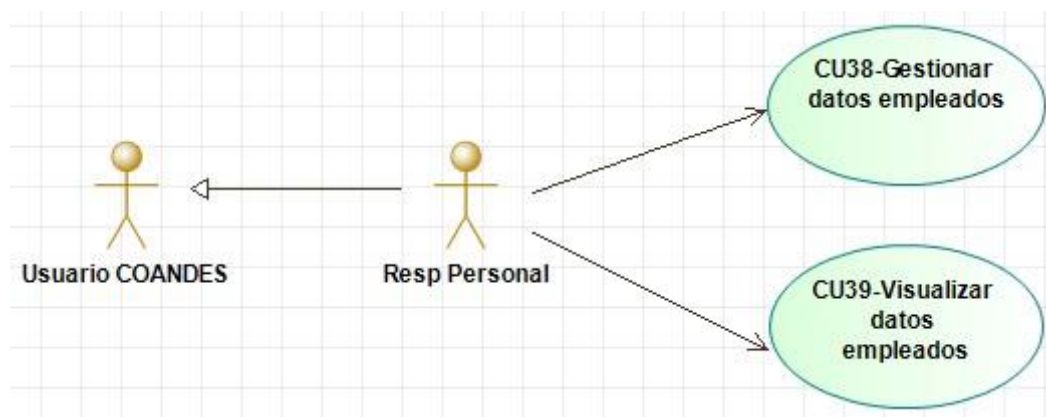 CU38-Gestionar
datos empleados
Usuario COANDES
Resp Personal
CU39-Visualizar
datos
empleados